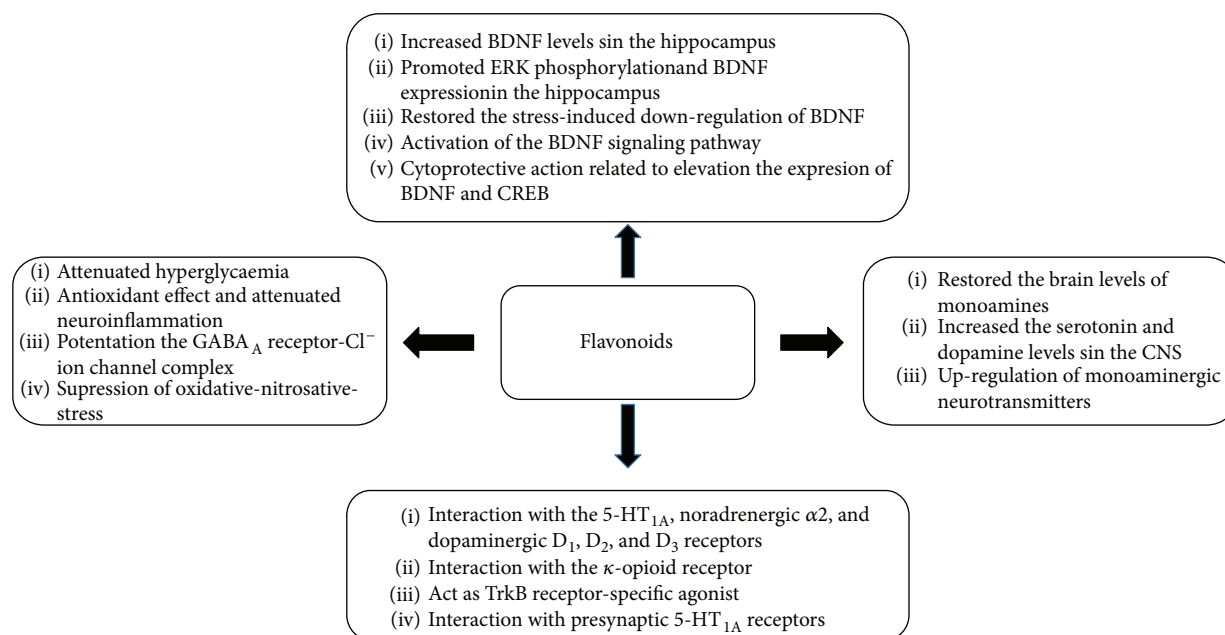 (i) Increased BDNF levels sin the hippocampus
(ii) Promoted ERK phosphorylationand BDNF
expressionin the hippocampus
(iii) Restored the stress-induced down-regulation of BDNF
(iv) Activation of the BDNF signaling pathway
(v) Cytoprotective action related to elevation the expresion of
BDNF and CREB
(i) Attenuated hyperglycaemia
(ii) Antioxidant effect and attenuated
neuroinflammation
(iii) Potentation the GABA_A receptor-Cl⁻
ion channel complex
(iv) Supression of oxidative-nitrosative-
stress
Flavonoids
(i) Restored the brain levels of
monoamines
(ii) Increased the serotonin and
dopamine levels sin the CNS
(iii) Up-regulation of monoaminergic
neurotransmitters
(i) Interaction with the 5-HT₁A, noradrenergic α2, and
dopaminergic D₁, D₂, and D₃ receptors
(ii) Interaction with the κ-opioid receptor
(iii) Act as TrkB receptor-specific agonist
(iv) Interaction with presynaptic 5-HT₁A receptors